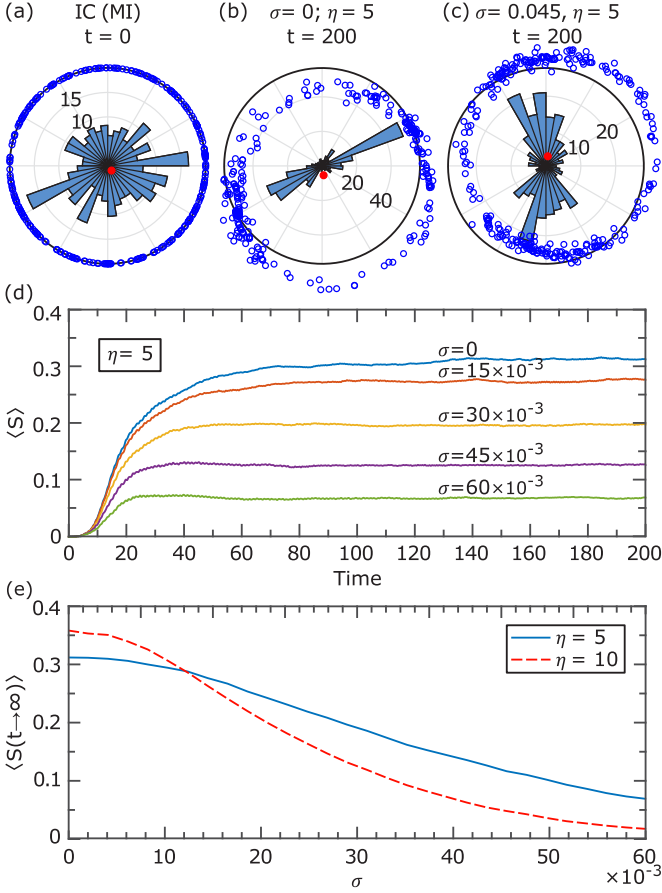 (a) IC (MI) t = 0
(b) σ= 0; η = 5 t = 200
(c) σ= 0.045, η = 5 t = 200
15
10
20
40
20
10
(d)
0.4
0.3
0.2
0.1
0
⟨S⟩
η= 5
σ=0
σ=15×10⁻³
σ=30×10⁻³
σ=45×10⁻³
σ=60×10⁻³
0 20 40 60 80 100 120 140 160 180 200
Time
(e)
0.4
0.3
0.2
0.1
0
⟨S(t→∞)⟩
η = 5
η = 10
0 10 20 30 40 50 60
×10⁻³
σ